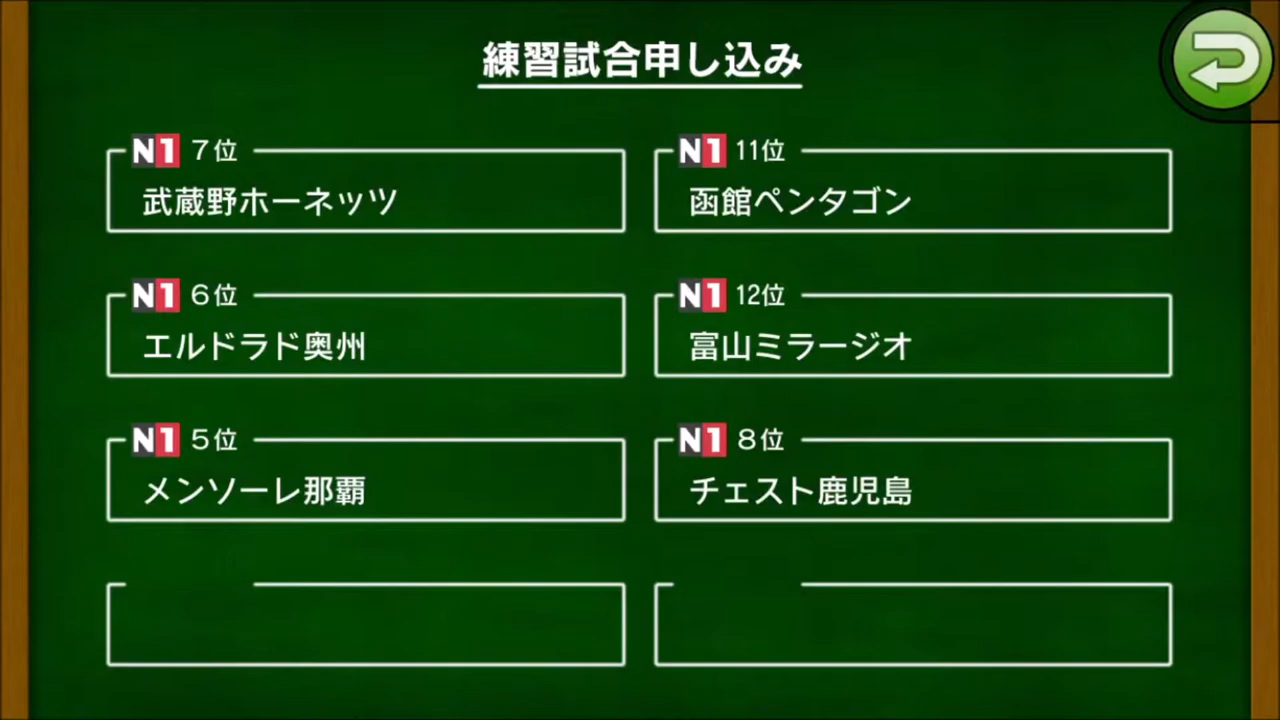 練習試合申し込み
N1 7位
武蔵野ホーネッツ
N1 11位
函館ペンタゴン
N1 6位
エルドラド奥州
N1 12位
富山ミラージオ
N1 5位
メンソーレ那覇
N1 8位
チェスト鹿児島